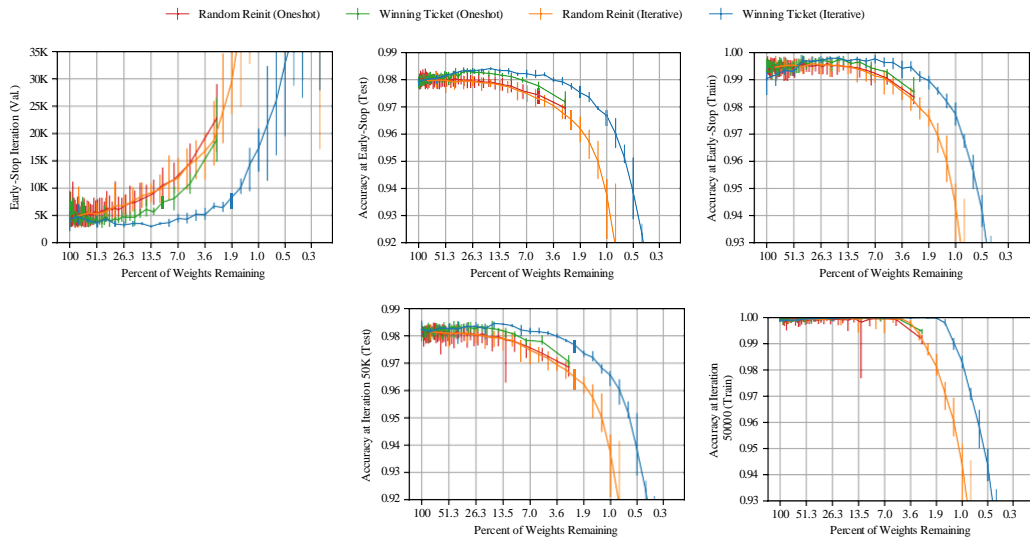 Random Reinit (Oneshot) Winning Ticket (Oneshot) Random Reinit (Iterative) Winning Ticket (Iterative)
Early-Stop Iteration (Val.)
35K
30K
25K
20K
15K
10K
5K
0
100 51.3 26.3 13.5 7.0 3.6 1.9 1.0 0.5 0.3
Percent of Weights Remaining
Accuracy at Early-Stop (Test)
0.99
0.98
0.97
0.96
0.95
0.94
0.93
0.92
100 51.3 26.3 13.5 7.0 3.6 1.9 1.0 0.5 0.3
Percent of Weights Remaining
Accuracy at Early-Stop (Train)
1.00
0.99
0.98
0.97
0.96
0.95
0.94
0.93
100 51.3 26.3 13.5 7.0 3.6 1.9 1.0 0.5 0.3
Percent of Weights Remaining
Accuracy at Iteration 50K (Test)
0.99
0.98
0.97
0.96
0.95
0.94
0.93
0.92
100 51.3 26.3 13.5 7.0 3.6 1.9 1.0 0.5 0.3
Percent of Weights Remaining
Accuracy at Iteration
50000 (Train)
1.00
0.99
0.98
0.97
0.96
0.95
0.94
0.93
100 51.3 26.3 13.5 7.0 3.6 1.9 1.0 0.5 0.3
Percent of Weights Remaining